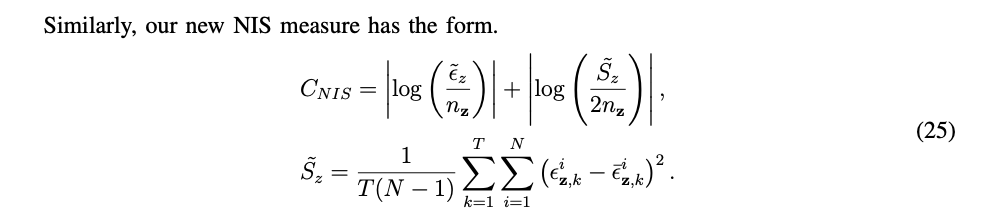 Similarly, our new NIS measure has the form.
$C_{NIS} = \left|\log\left(\frac{\tilde{\epsilon}_z}{n_{\mathbf{z}}}\right)\right| + \left|\log\left(\frac{\tilde{S}_z}{2n_{\mathbf{z}}}\right)\right|,$
$\tilde{S}_z = \frac{1}{T(N-1)} \sum_{k=1}^{T} \sum_{i=1}^{N} \left(\epsilon^i_{\mathbf{z},k} - \bar{\epsilon}^i_{\mathbf{z},k}\right)^2.$
(25)